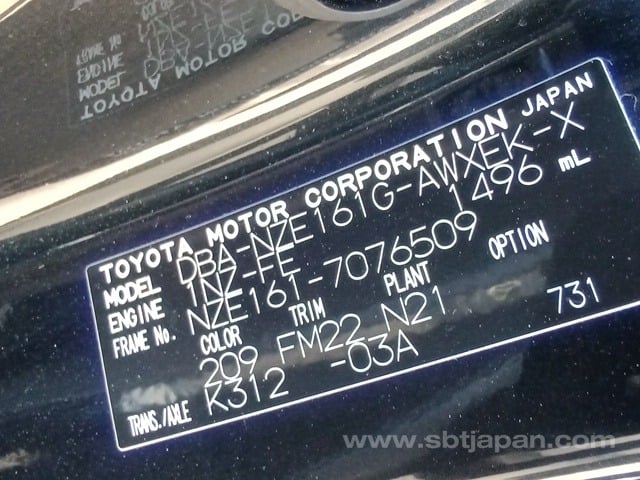 TOYOTA MOTOR CORPORATION JAPAN
MODEL DBA-NZE161G-AWXEK-X
ENGINE 1NZ-FE 1496 mL
FRAME No. NZE161-7076509
COLOR TRIM PLANT OPTION
209 FM22 N21 731
TRANS./AXLE K312 -03A
www.sbtjapan.com